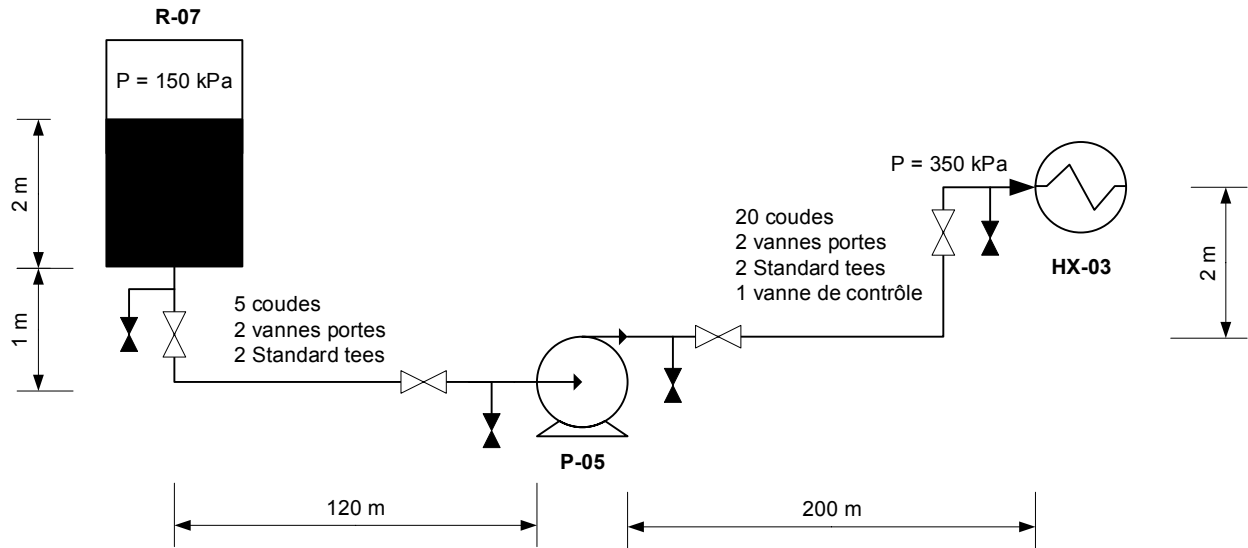 R-07
P = 150 kPa
2 m
1 m
5 coudes
2 vannes portes
2 Standard tees
P-05
20 coudes
2 vannes portes
2 Standard tees
1 vanne de contrôle
P = 350 kPa
HX-03
2 m
120 m
200 m